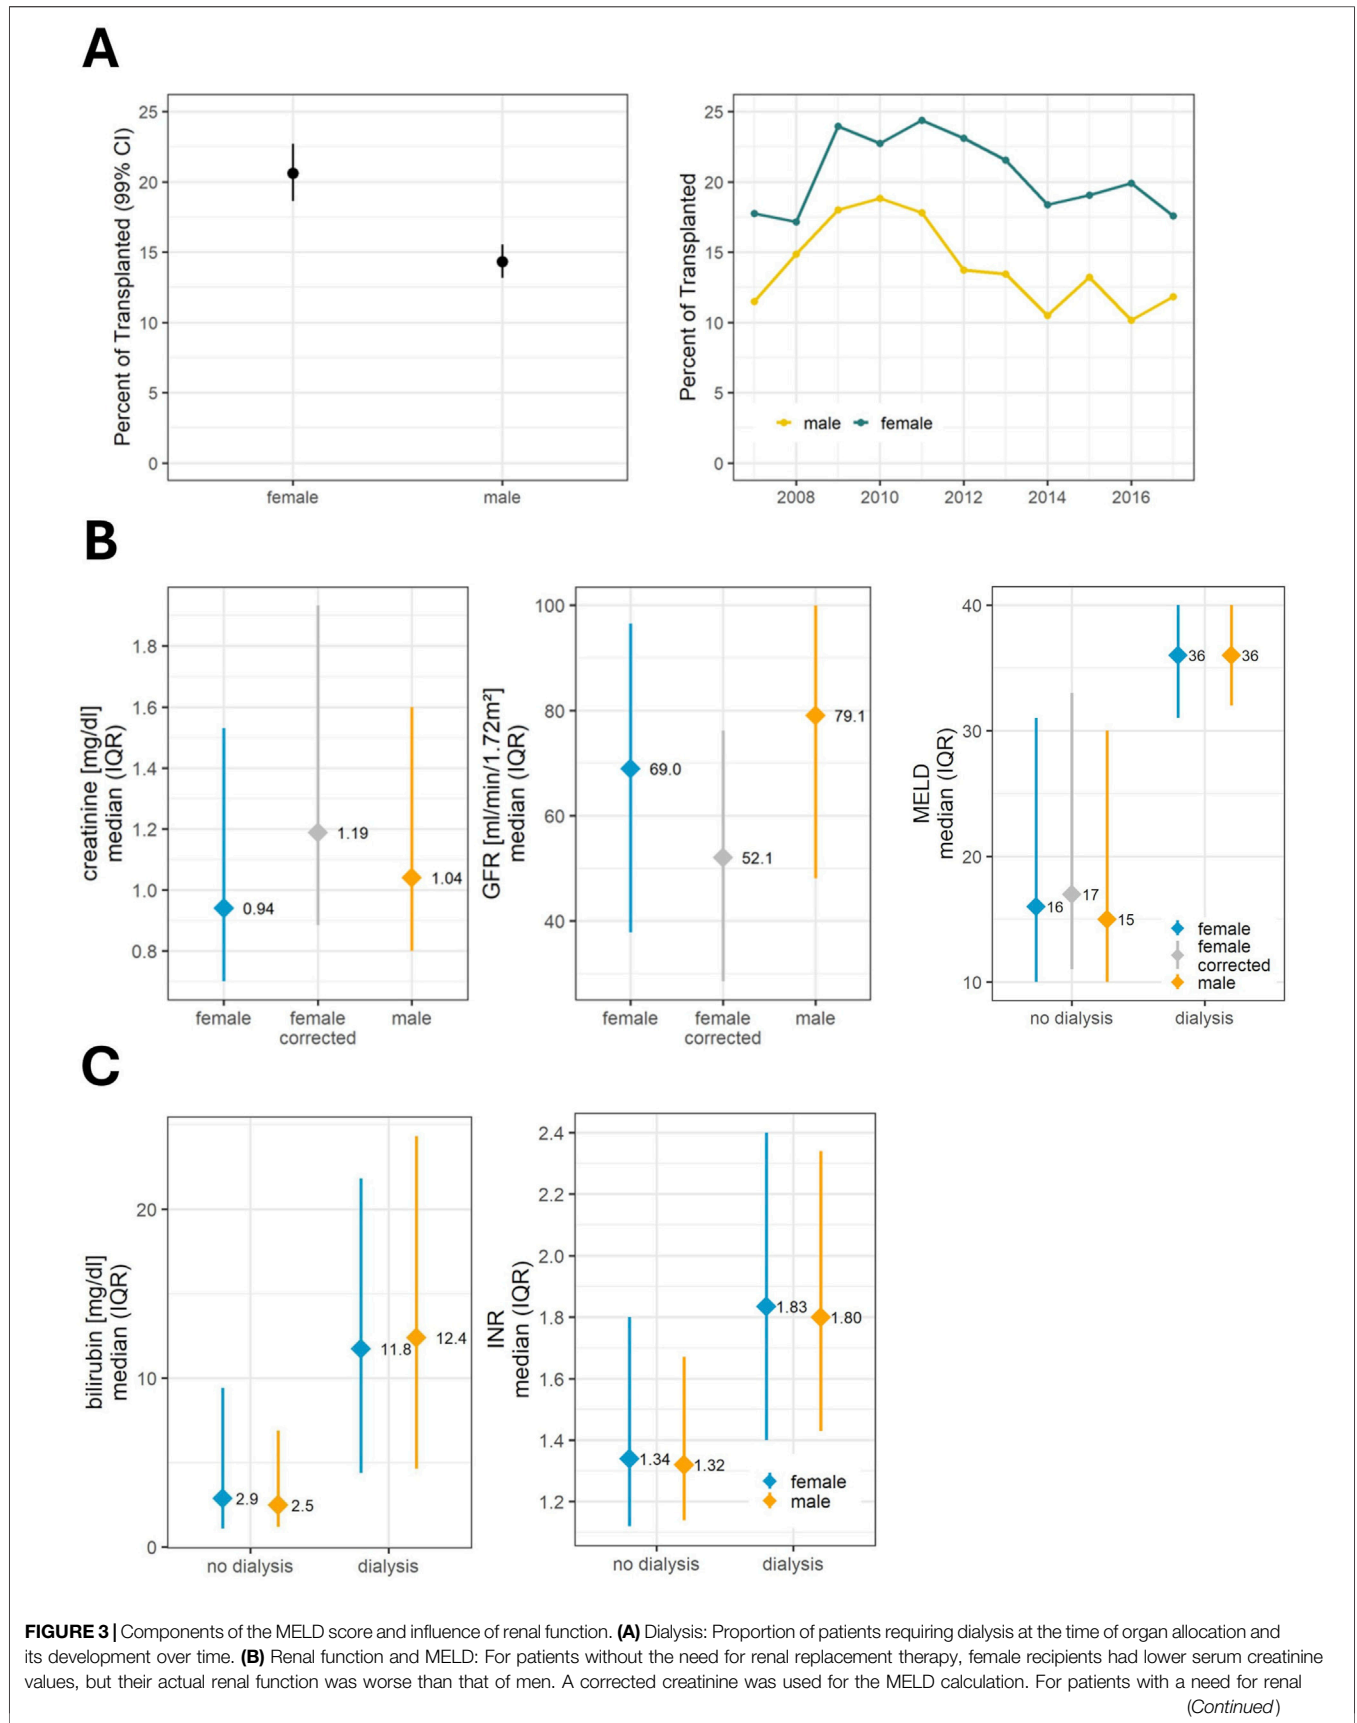 A
Percent of Transplanted (99% CI)
25
20
15
10
5
0
female
male
Percent of Transplanted
25
20
15
10
5
0
male
female
2008
2010
2012
2014
2016
B
creatinine [mg/dl]
median (IQR)
1.8
1.6
1.4
1.2
1.0
0.8
0.94
1.19
1.04
female
female
corrected
male
GFR [ml/min/1.72m²]
median (IQR)
100
80
60
40
69.0
52.1
79.1
female
female
corrected
male
MELD
median (IQR)
40
30
20
10
16
17
15
36
36
female
female
corrected
male
no dialysis
dialysis
C
bilirubin [mg/dl]
median (IQR)
20
10
0
2.9
2.5
11.8
12.4
no dialysis
dialysis
INR
median (IQR)
2.4
2.2
2.0
1.8
1.6
1.4
1.2
1.34
1.32
1.83
1.80
female
male
no dialysis
dialysis
FIGURE 3 | Components of the MELD score and influence of renal function. (A) Dialysis: Proportion of patients requiring dialysis at the time of organ allocation and
its development over time. (B) Renal function and MELD: For patients without the need for renal replacement therapy, female recipients had lower serum creatinine
values, but their actual renal function was worse than that of men. A corrected creatinine was used for the MELD calculation. For patients with a need for renal
(Continued)